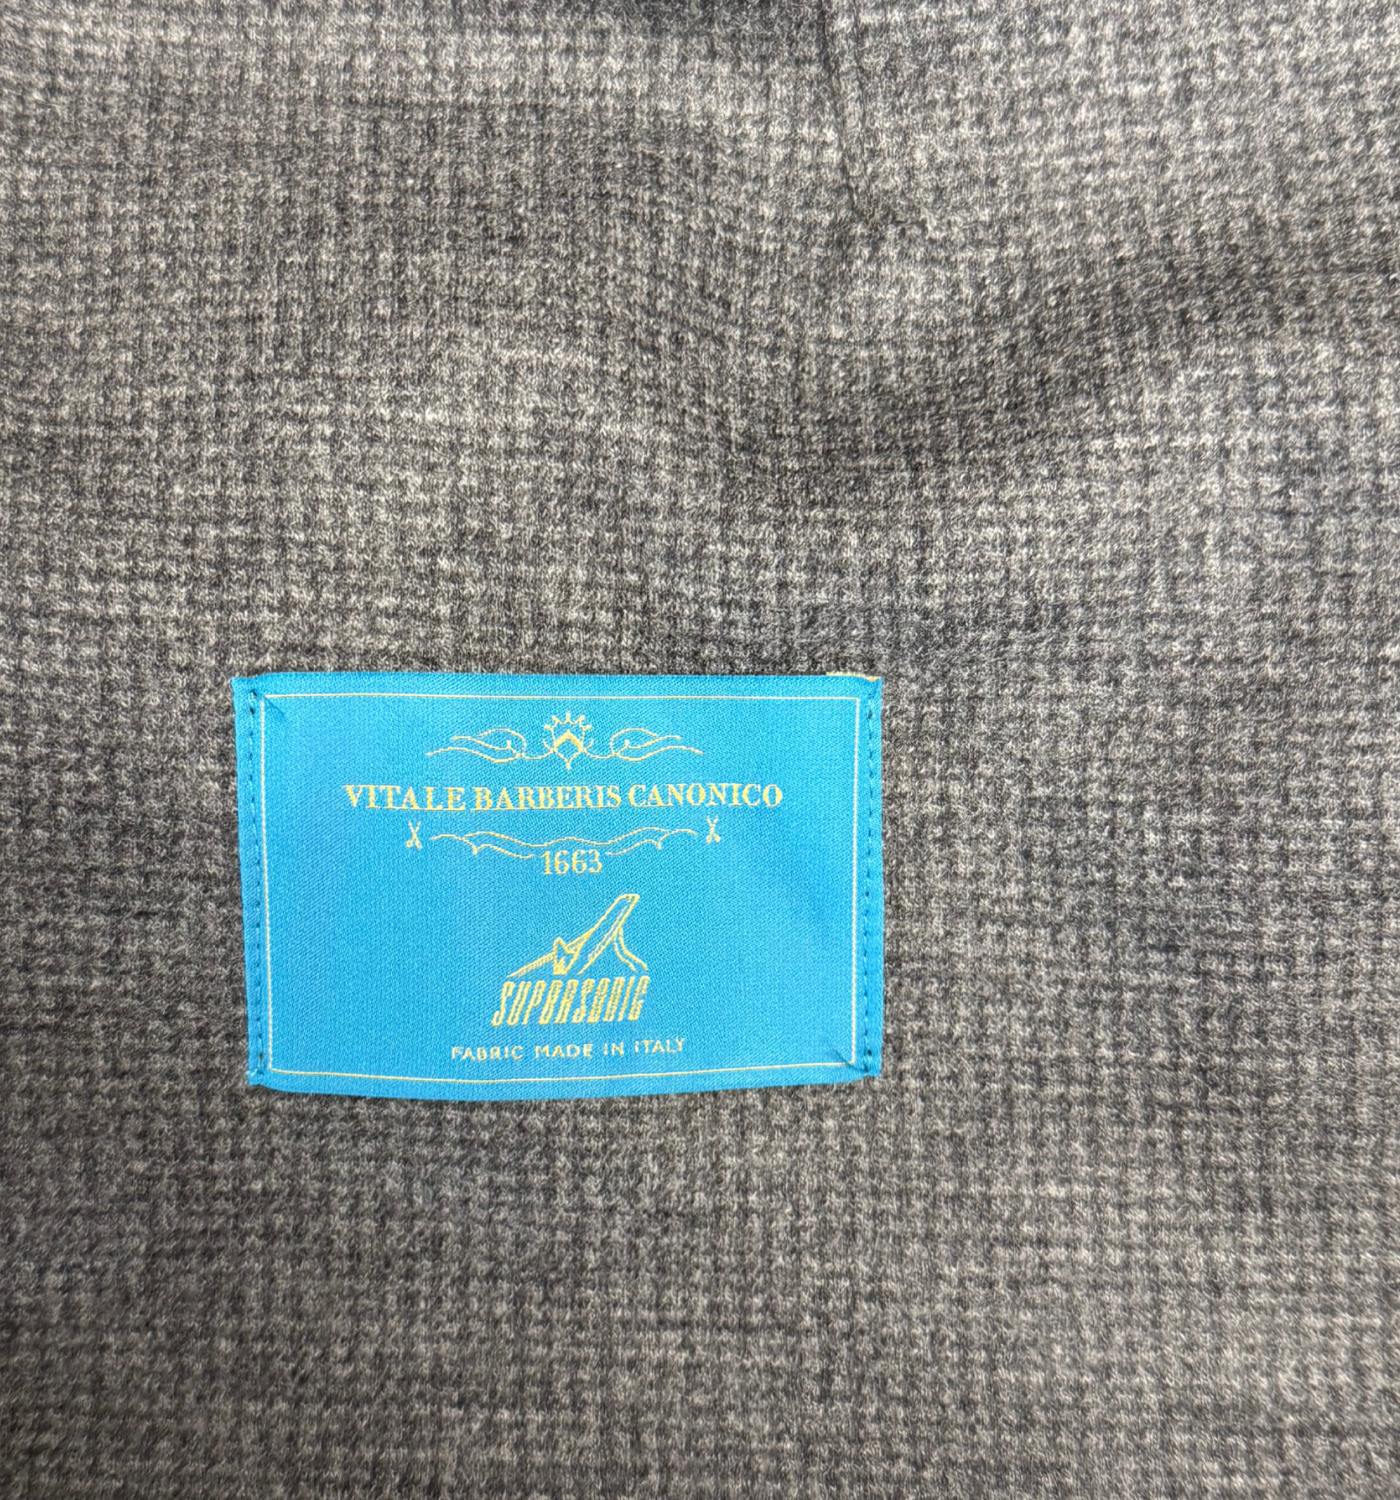 VITALE BARBERIS CANONICO
1663
SUPERSONIC
FABRIC MADE IN ITALY